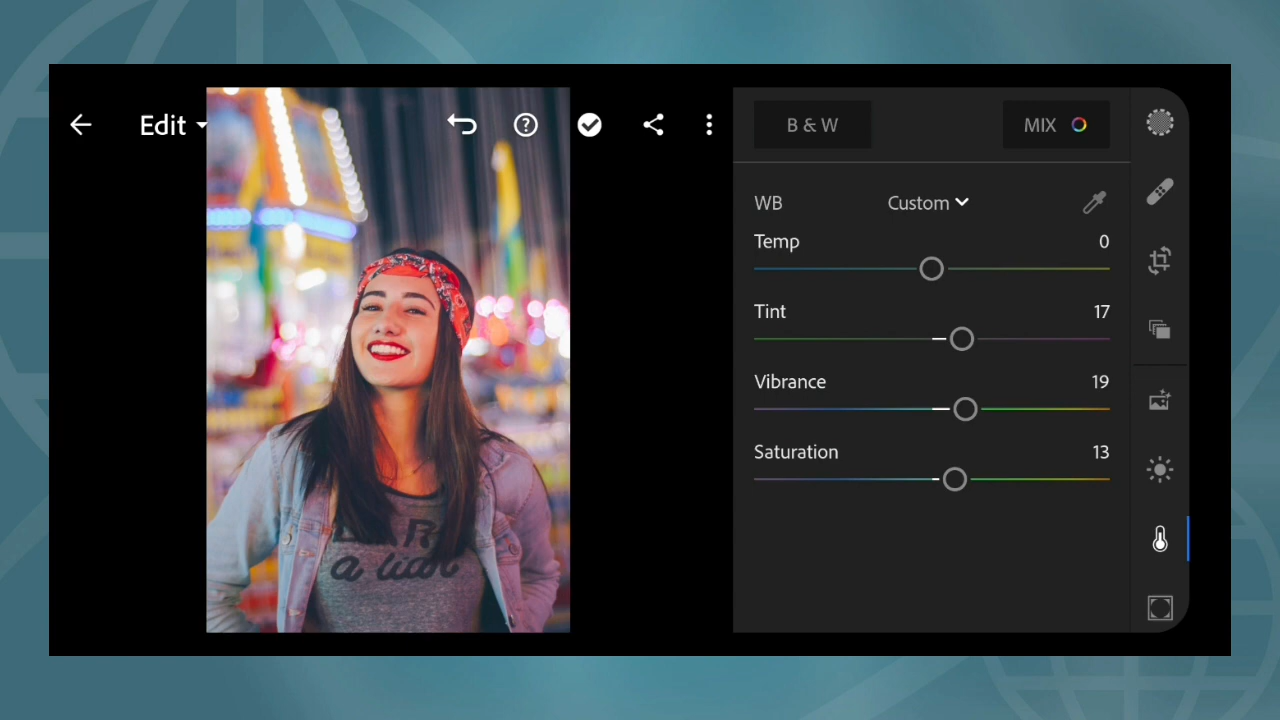 Edit
B & W
MIX
WB
Custom
Temp
0
Tint
17
Vibrance
19
Saturation
13
a